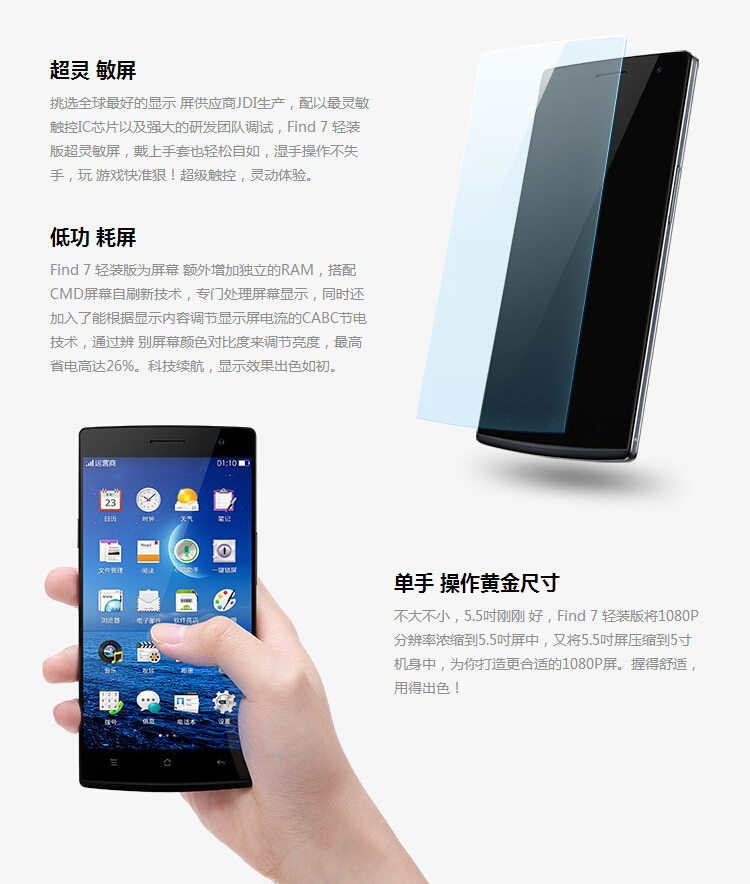 超灵 敏屏
挑选全球最好的显示 屏供应商JDI生产，配以最灵敏
触控IC芯片以及强大的研发团队调试，Find 7 轻装
版超灵敏屏，戴上手套也轻松自如，湿手操作不失
手，玩 游戏快准狠！超级触控，灵动体验。
低功 耗屏
Find 7 轻装版为屏幕 额外增加独立的RAM，搭配
CMD屏幕自刷新技术，专门处理屏幕显示，同时还
加入了能根据显示内容调节显示屏电流的CABC节电
技术，通过辨 别屏幕颜色对比度来调节亮度，最高
省电高达26%。科技续航，显示效果出色如初。
运营商 01:10
23
日历 时钟 天气 笔记
Read
文件管理 阅读 助手 一键锁屏
浏览器 电子邮件 软件商店
音乐 视频 相册
拨号 信息 电话本 设置
单手 操作黄金尺寸
不大不小，5.5吋刚刚 好，Find 7 轻装版将1080P
分辨率浓缩到5.5吋屏中，又将5.5吋屏压缩到5寸
机身中，为你打造更合适的1080P屏。握得舒适，
用得出色！